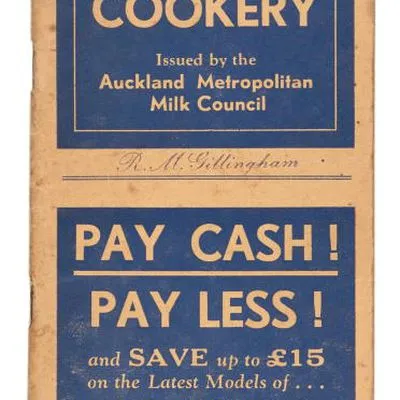 COOKERY
Issued by the
Auckland Metropolitan
Milk Council
R. M. Gillingham
PAY CASH!
PAY LESS!
and SAVE up to £15
on the Latest Models of . . .